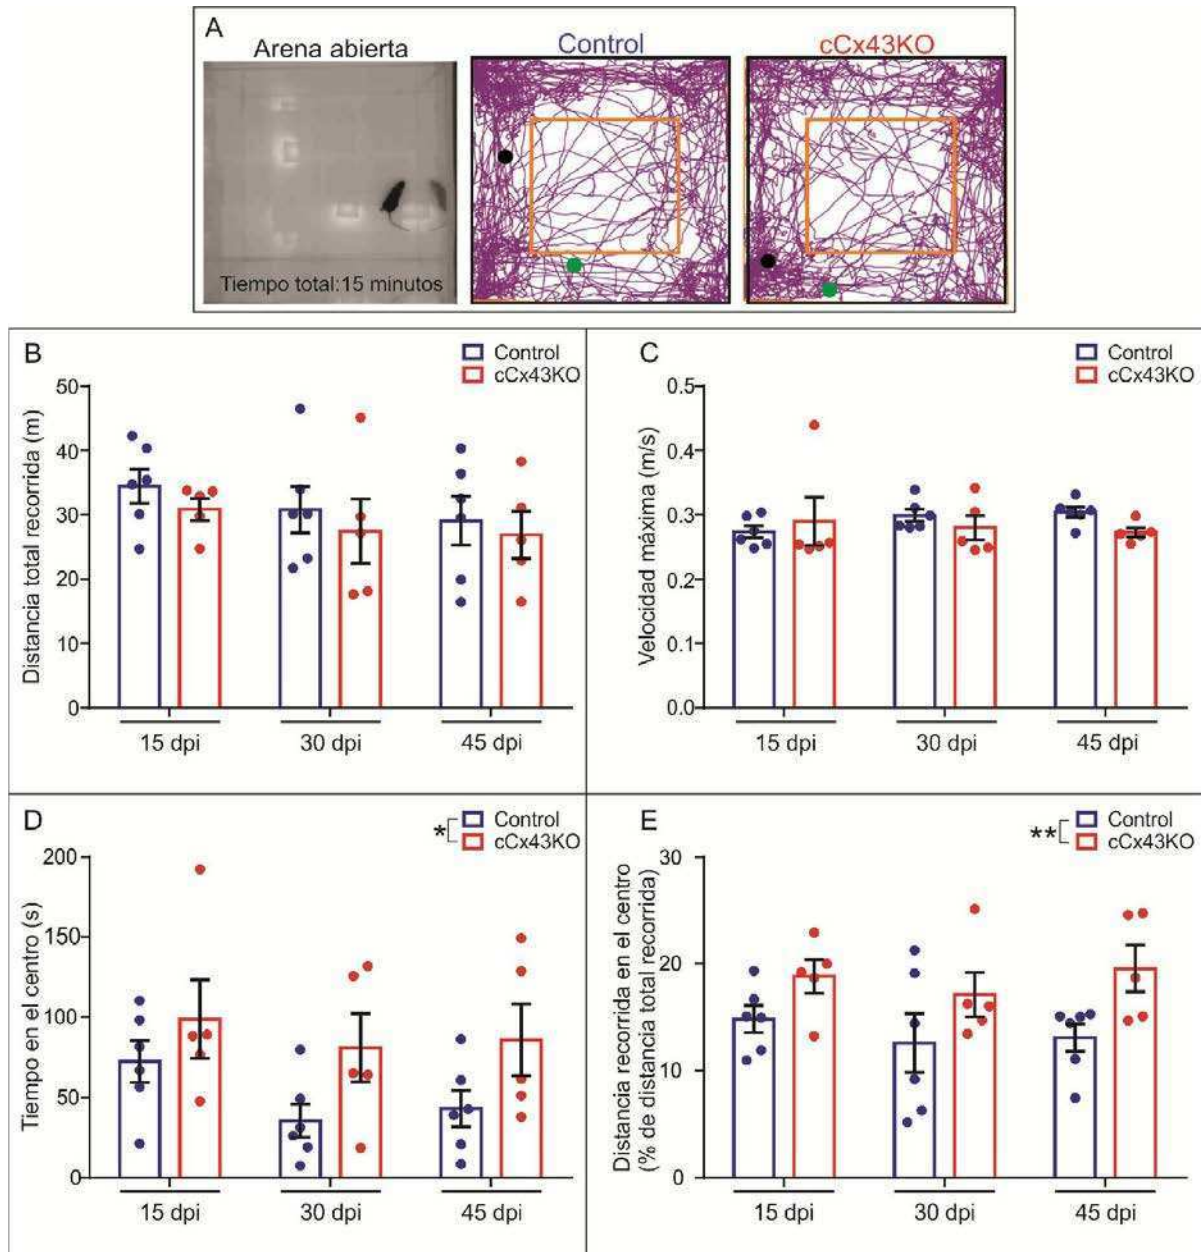 A
Arena abierta
Control
cCx43KO
Tiempo total:15 minutos
B
Control
cCx43KO
Distancia total recorrida (m)
50
40
30
20
10
0
15 dpi
30 dpi
45 dpi
C
Control
cCx43KO
Velocidad máxima (m/s)
0.5
0.4
0.3
0.2
0.1
0.0
15 dpi
30 dpi
45 dpi
D
*
Control
cCx43KO
Tiempo en el centro (s)
200
150
100
50
0
15 dpi
30 dpi
45 dpi
E
**
Control
cCx43KO
Distancia recorrida en el centro
(% de distancia total recorrida)
30
20
10
0
15 dpi
30 dpi
45 dpi